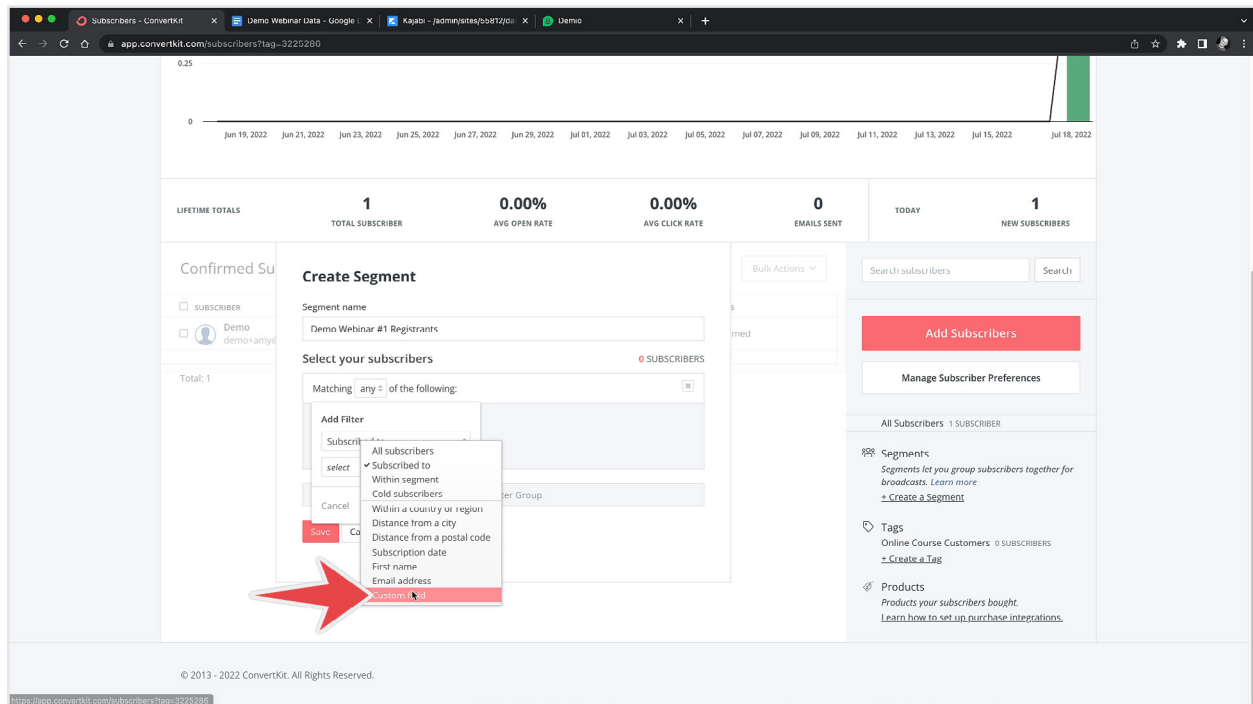 Subscribers - ConvertKit
Demo Webinar Data - Google
Kajabi - /admin/sites/55812/da
Demio
app.convertkit.com/subscribers?tag=3225286
0.25
0
Jun 19, 2022 Jun 21, 2022 Jun 23, 2022 Jun 25, 2022 Jun 27, 2022 Jun 29, 2022 Jul 01, 2022 Jul 03, 2022 Jul 05, 2022 Jul 07, 2022 Jul 09, 2022 Jul 11, 2022 Jul 13, 2022 Jul 15, 2022 Jul 18, 2022
LIFETIME TOTALS
1
TOTAL SUBSCRIBER
0.00%
AVG OPEN RATE
0.00%
AVG CLICK RATE
0
EMAILS SENT
TODAY
1
NEW SUBSCRIBERS
Confirmed Su
Bulk Actions
SUBSCRIBER
Demo
Total: 1
Create Segment
Segment name
Demo Webinar #1 Registrants
Select your subscribers
0 SUBSCRIBERS
Matching any of the following:
Add Filter
select
Cancel
Save
All subscribers
✓ Subscribed to
Within segment
Cold subscribers
Within a country or region
Distance from a city
Distance from a postal code
Subscription date
First name
Email address
Custom field
Search subscribers
Search
Add Subscribers
Manage Subscriber Preferences
All Subscribers 1 SUBSCRIBER
Segments
Segments let you group subscribers together for
broadcasts. Learn more
+ Create a Segment
Tags
Online Course Customers 0 SUBSCRIBERS
+ Create a Tag
Products
Products your subscribers bought.
Learn how to set up purchase integrations.
© 2013 - 2022 ConvertKit. All Rights Reserved.
https://app.convertkit.com/subscribers?tag=3225286